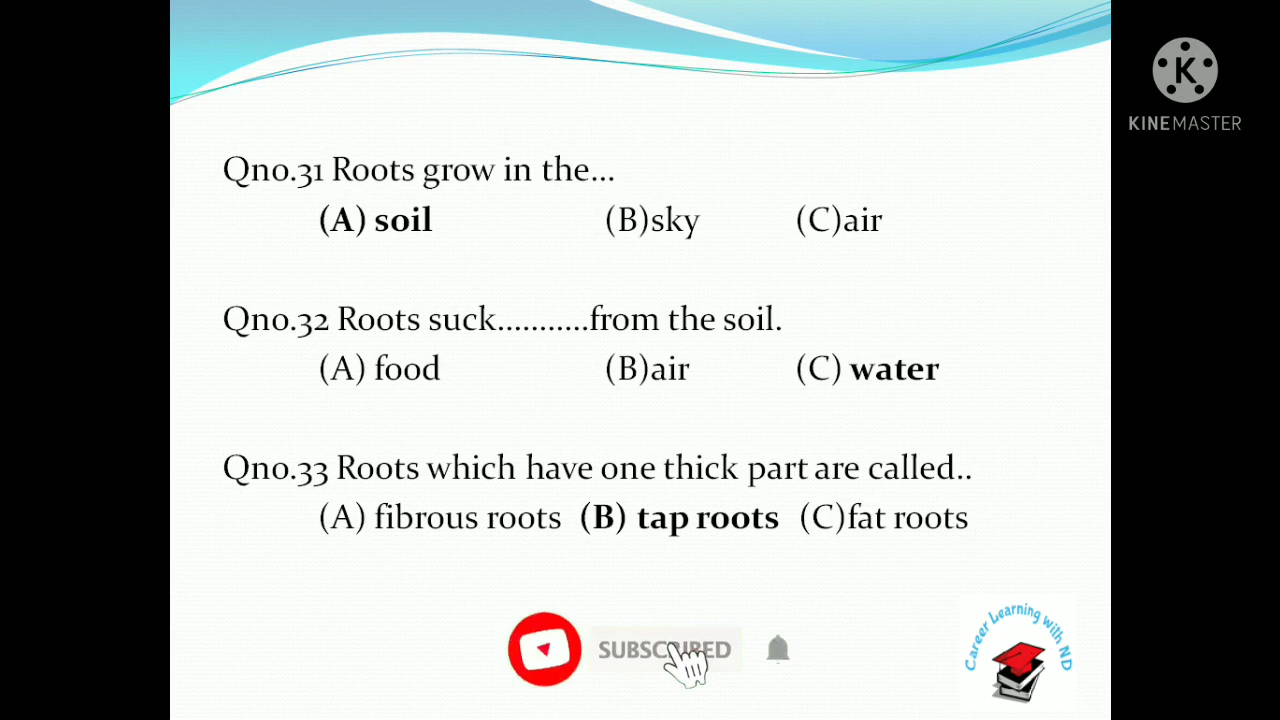 K
KINEMASTER
Qno.31 Roots grow in the...
(A) soil (B)sky (C)air
Qno.32 Roots suck...........from the soil.
(A) food (B)air (C) water
Qno.33 Roots which have one thick part are called..
(A) fibrous roots (B) tap roots (C)fat roots
SUBSCRIBED
Career Learning with ND